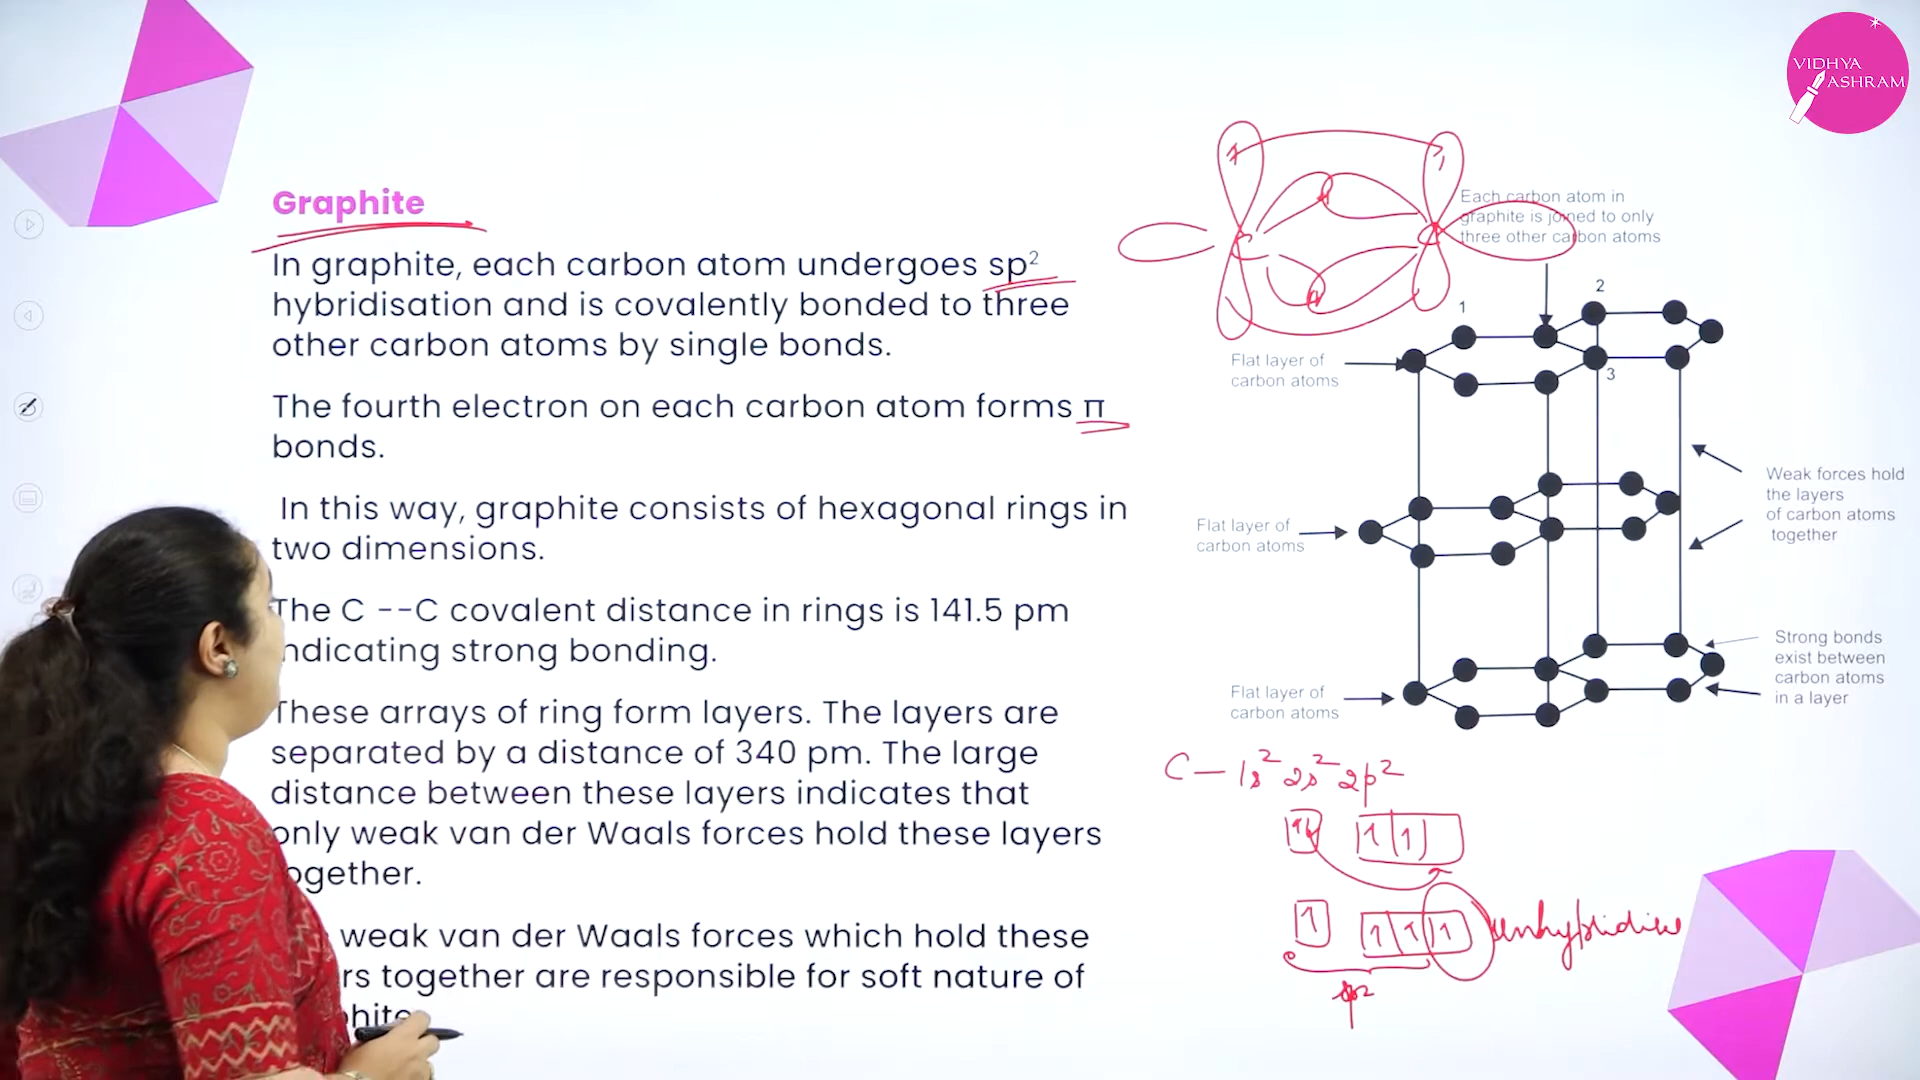 VIDHYA
ASHRAM
Graphite
In graphite, each carbon atom undergoes sp²
hybridisation and is covalently bonded to three
other carbon atoms by single bonds.
The fourth electron on each carbon atom forms π
bonds.
In this way, graphite consists of hexagonal rings in
two dimensions.
The C --C covalent distance in rings is 141.5 pm
indicating strong bonding.
These arrays of ring form layers. The layers are
separated by a distance of 340 pm. The large
distance between these layers indicates that
only weak van der Waals forces hold these layers
together.
weak van der Waals forces which hold these
rs together are responsible for soft nature of
phite
C C
Each carbon atom in
graphite is joined to only
three other carbon atoms
1
2
3
Flat layer of
carbon atoms
Weak forces hold
the layers
of carbon atoms
together
Flat layer of
carbon atoms
Strong bonds
exist between
carbon atoms
in a layer
Flat layer of
carbon atoms
C — 1s² 2s² 2p²
sp²